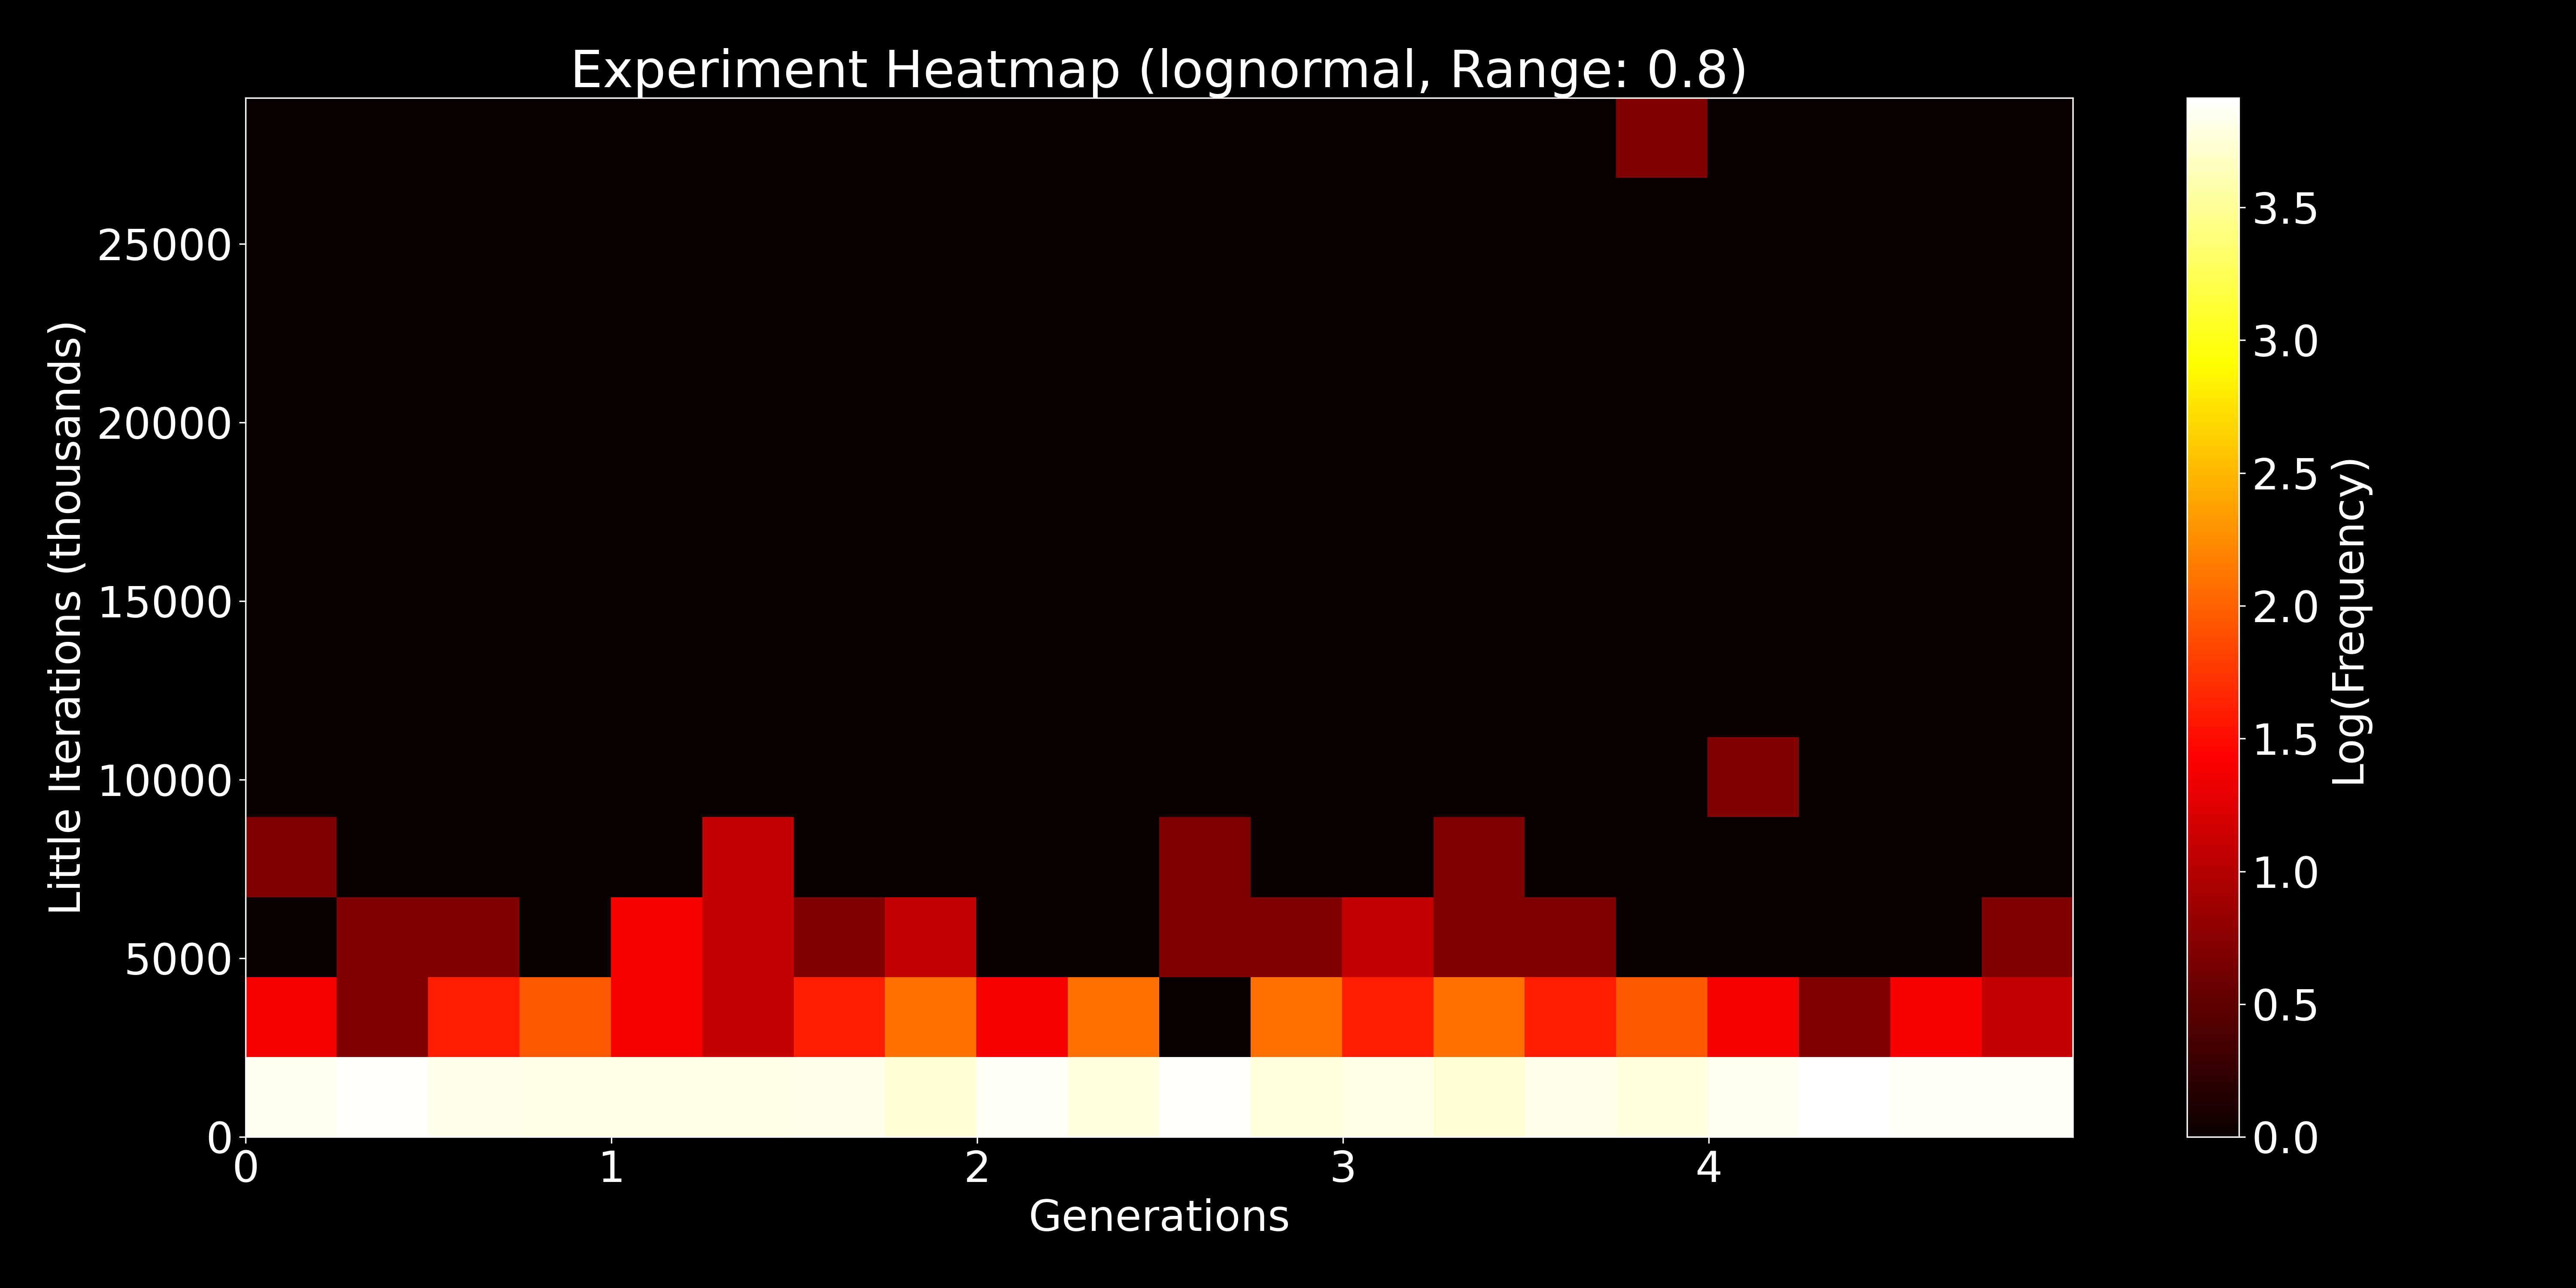 Experiment Heatmap (lognormal, Range: 0.8)
Little Iterations (thousands)
25000
20000
15000
10000
5000
0
0 1 2 3 4
Generations
3.5
3.0
2.5
2.0
1.5
1.0
0.5
0.0
Log(Frequency)